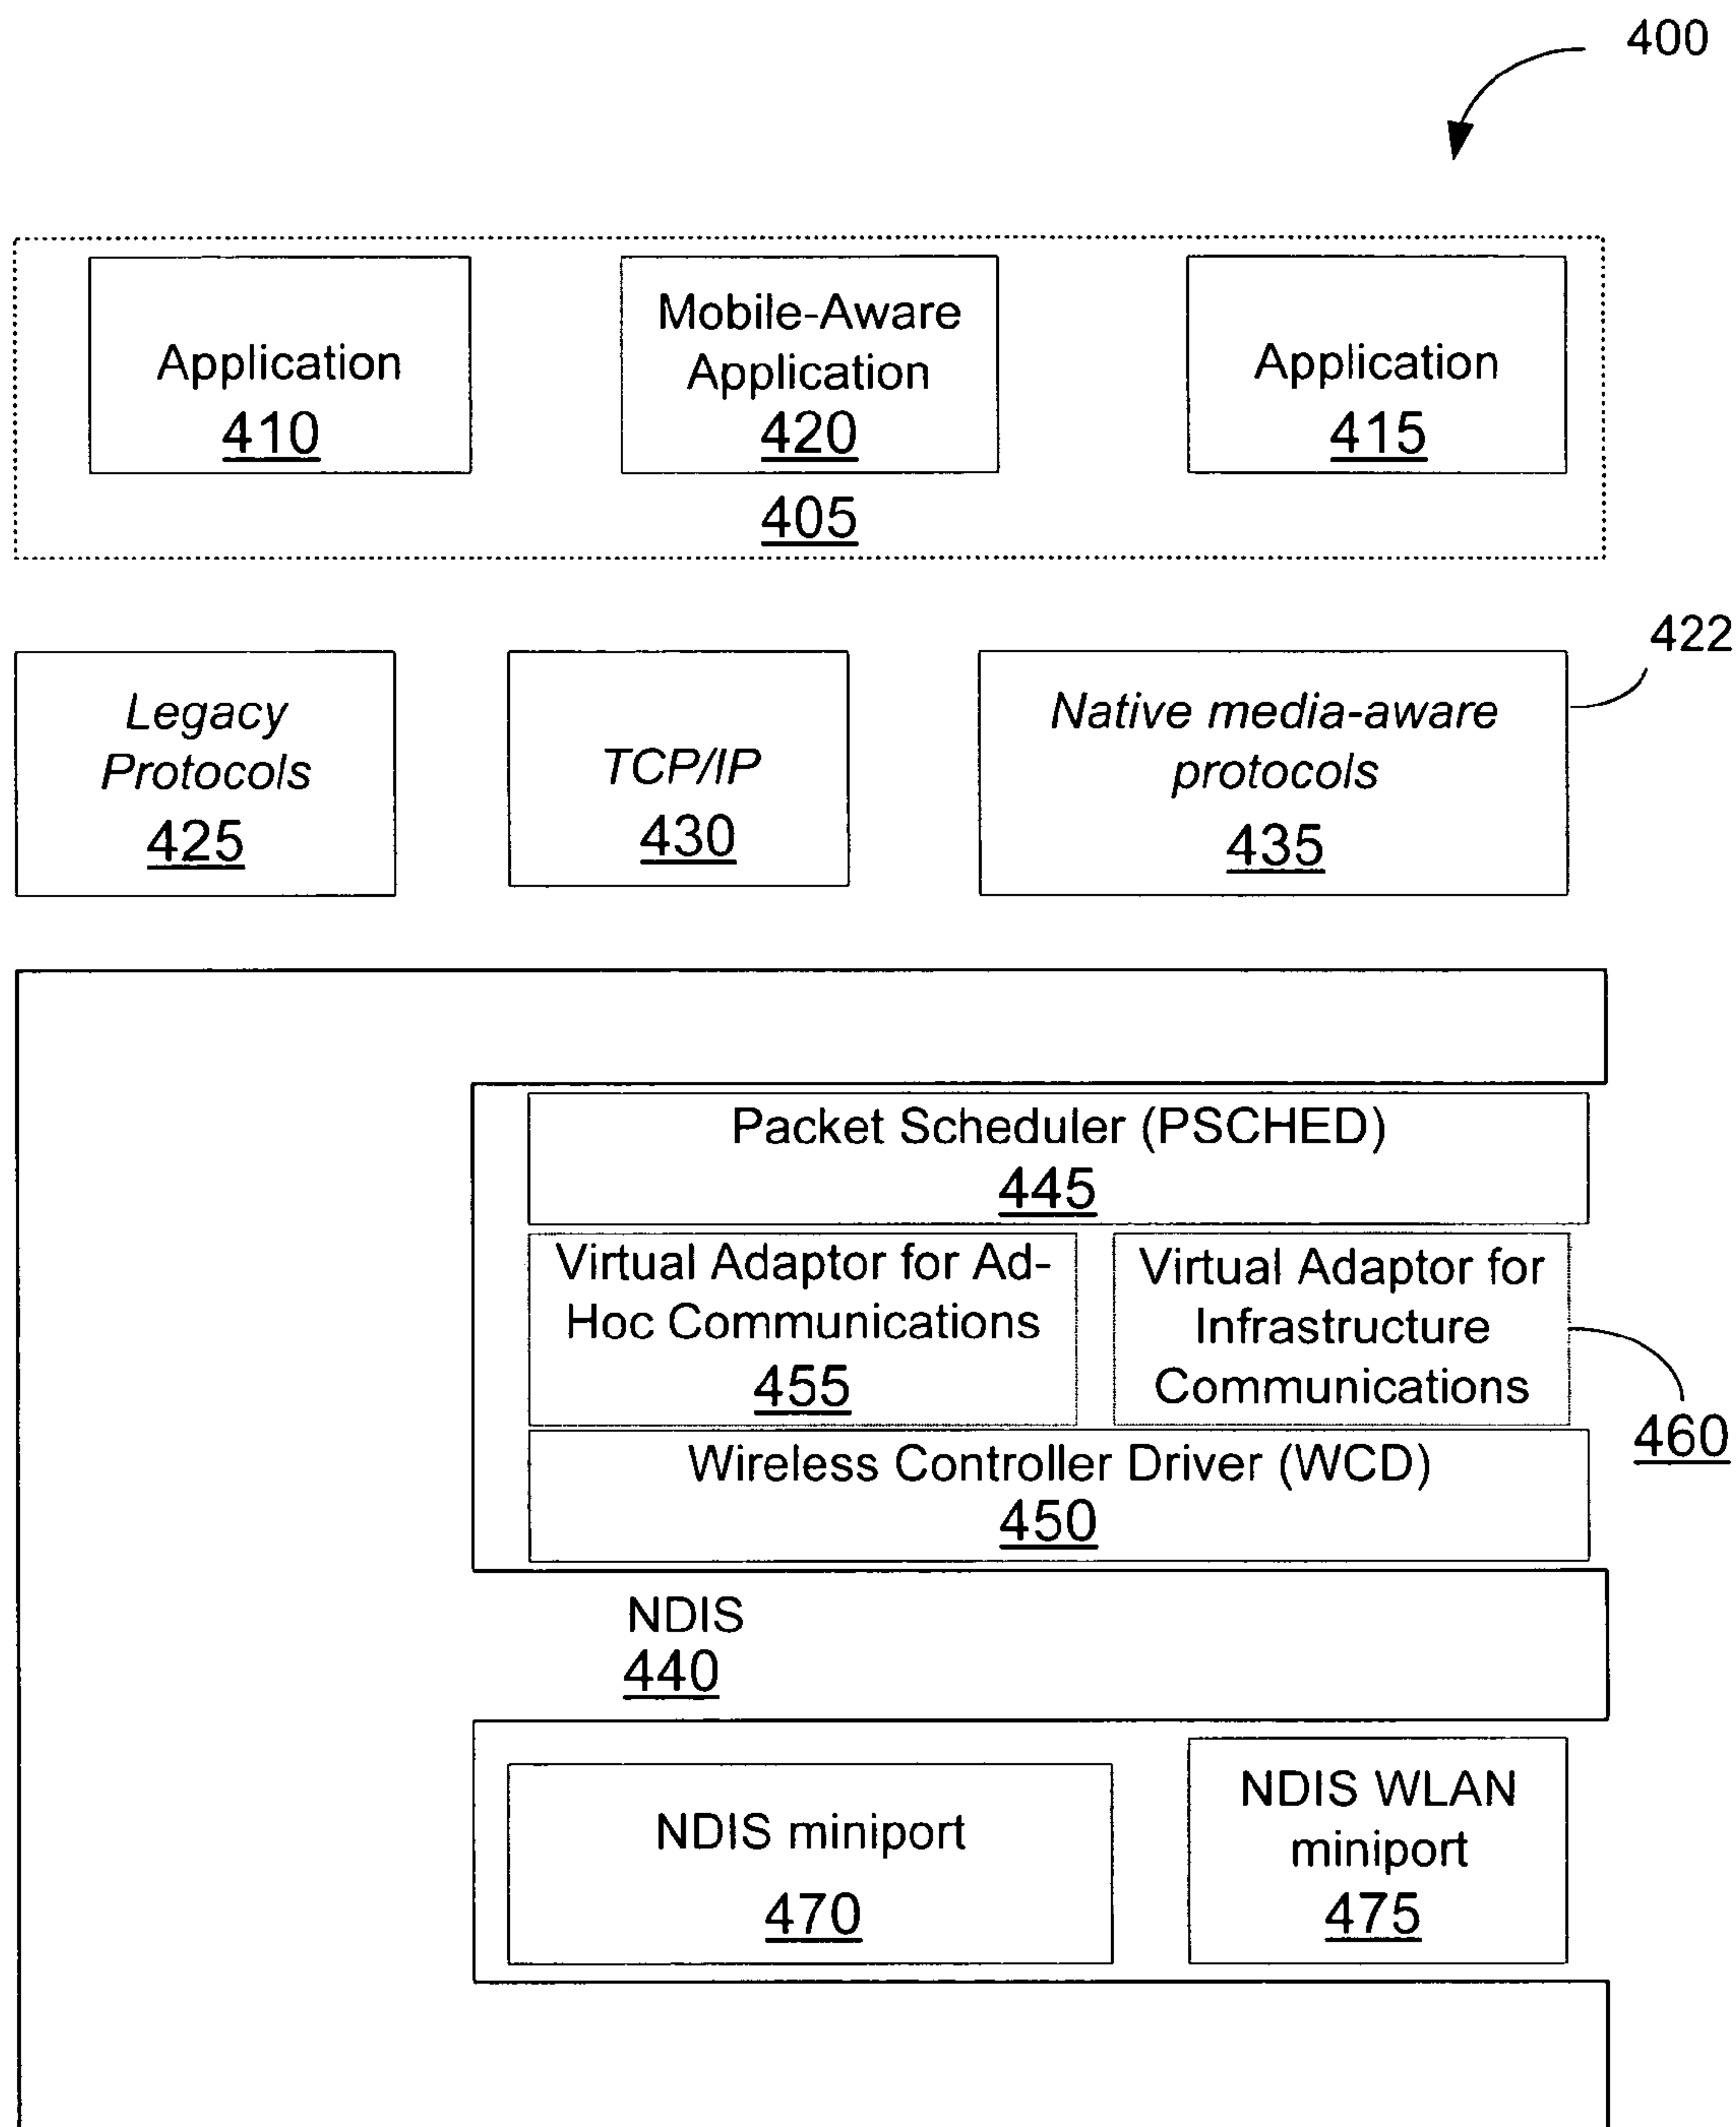 400
Application
410
Mobile-Aware
Application
420
Application
415
405
422
Legacy
Protocols
425
TCP/IP
430
Native media-aware
protocols
435
Packet Scheduler (PSCHED)
445
Virtual Adaptor for Ad-
Hoc Communications
455
Virtual Adaptor for
Infrastructure
Communications
460
Wireless Controller Driver (WCD)
450
NDIS
440
NDIS miniport
470
NDIS WLAN
miniport
475